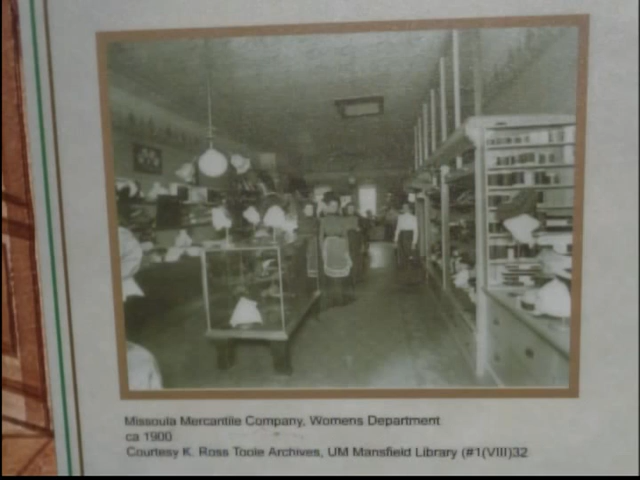 Missoula Mercantile Company, Womens Department
ca 1900
Courtesy K. Ross Toole Archives, UM Mansfield Library (#1(VIII)32